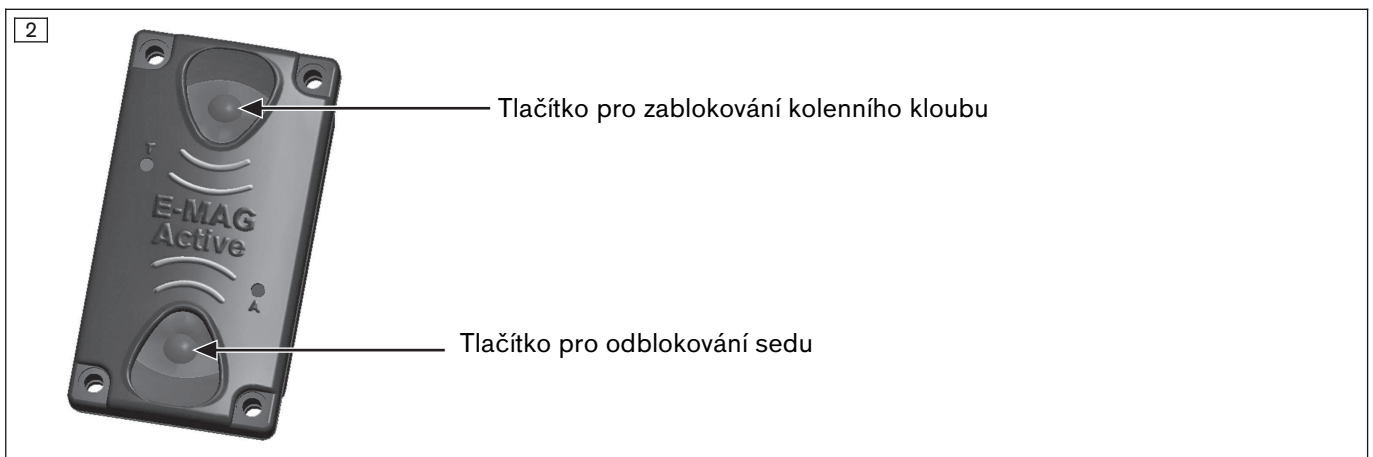 2
Tlačítko pro zablokování kolenního kloubu
T
E-MAG
Active
A
Tlačítko pro odblokování sedu